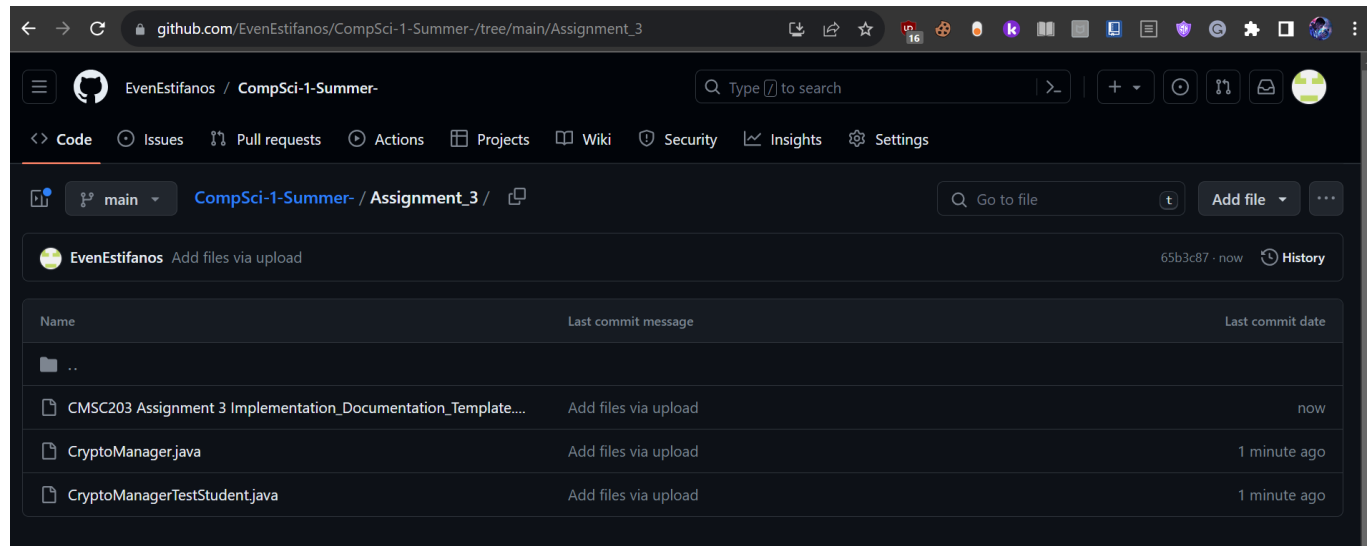 github.com/EvenEstifanos/CompSci-1-Summer-/tree/main/Assignment_3 16
EvenEstifanos / CompSci-1-Summer- Type / to search
Code Issues Pull requests Actions Projects Wiki Security Insights Settings
main CompSci-1-Summer- / Assignment_3 / Go to file t Add file
EvenEstifanos Add files via upload 65b3c87 · now History
Name Last commit message Last commit date
..
CMSC203 Assignment 3 Implementation_Documentation_Template.... Add files via upload now
CryptoManager.java Add files via upload 1 minute ago
CryptoManagerTestStudent.java Add files via upload 1 minute ago